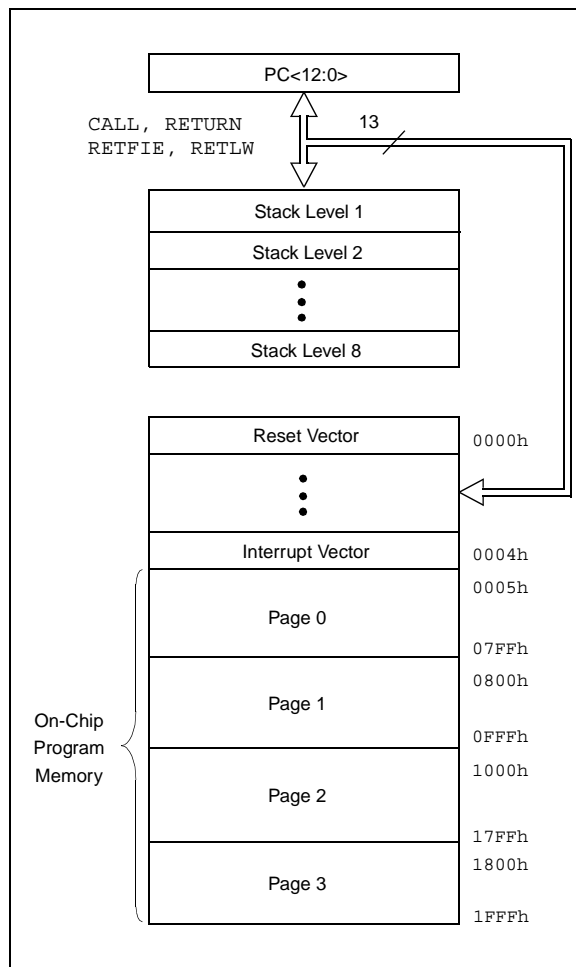 PC<12:0>
CALL, RETURN
RETFIE, RETLW
13
Stack Level 1
Stack Level 2
Stack Level 8
Reset Vector
0000h
Interrupt Vector
0004h
0005h
Page 0
07FFh
0800h
Page 1
0FFFh
On-Chip
Program
Memory
1000h
Page 2
17FFh
1800h
Page 3
1FFFh